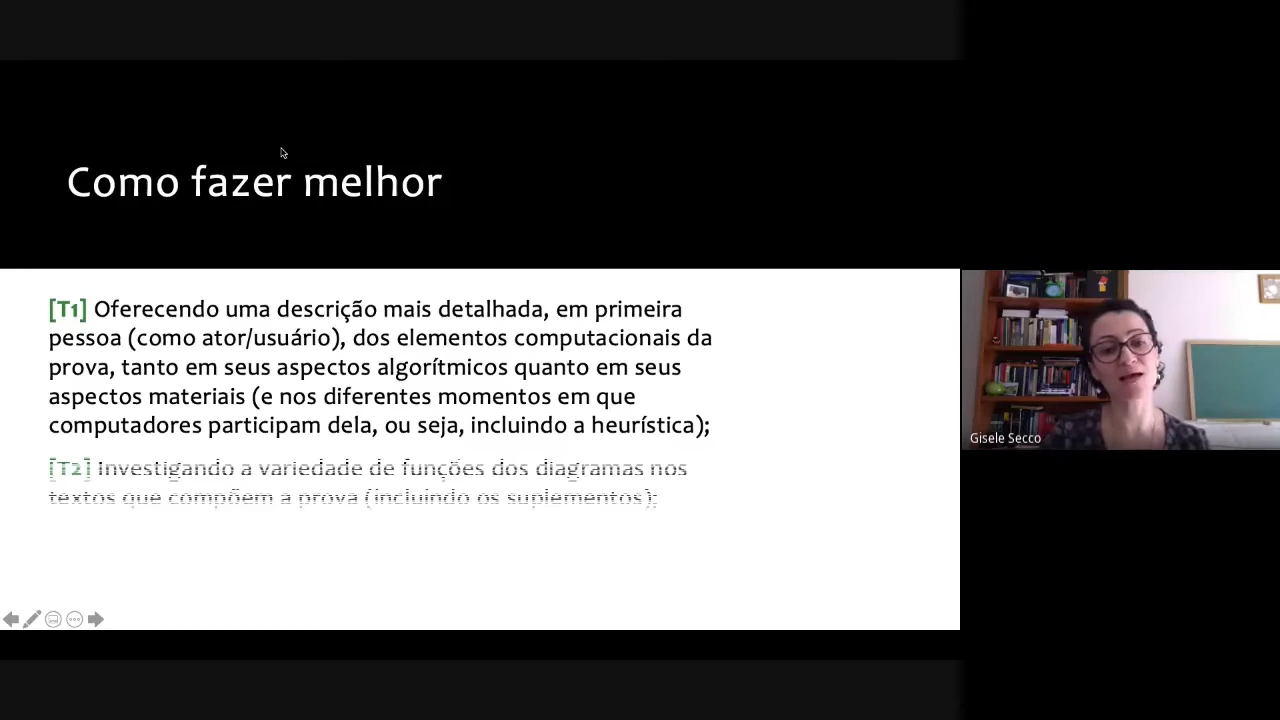 Como fazer melhor
[T1] Oferecendo uma descrição mais detalhada, em primeira
pessoa (como ator/usuário), dos elementos computacionais da
prova, tanto em seus aspectos algorítmicos quanto em seus
aspectos materiais (e nos diferentes momentos em que
computadores participam dela, ou seja, incluindo a heurística);
[T2] Investigando a variedade de funções dos diagramas nos
textos que compõem a prova (incluindo os suplementos);
Gisele Secco